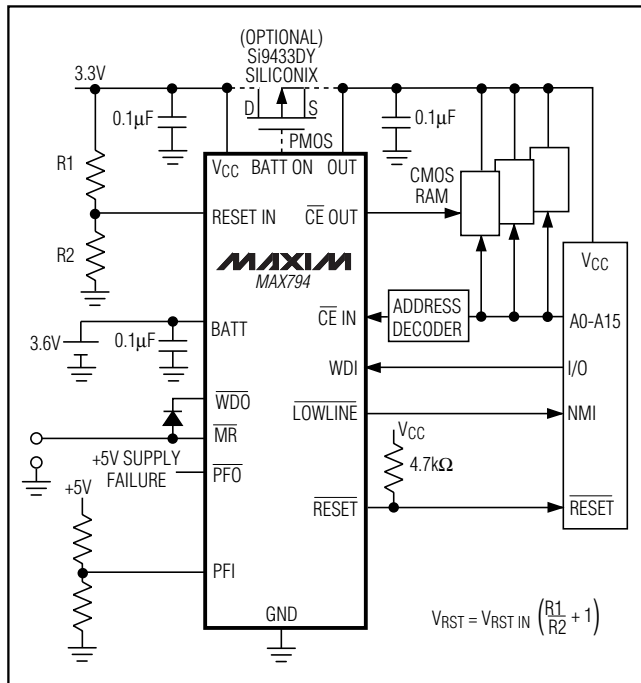 (OPTIONAL)
Si9433DY
SILICONIX
3.3V
D S
0.1µF
0.1µF
PMOS
VCC BATT ON OUT
R1
CMOS
RAM
RESET IN
CE OUT
R2
MAXIM
MAX794
VCC
BATT
CE IN
ADDRESS
DECODER
A0-A15
3.6V
0.1µF
WDI
I/O
WDO
LOWLINE
NMI
MR
VCC
+5V SUPPLY
FAILURE
PFO
4.7kΩ
+5V
RESET
RESET
PFI
GND
VRST = VRST IN (R1/R2 + 1)